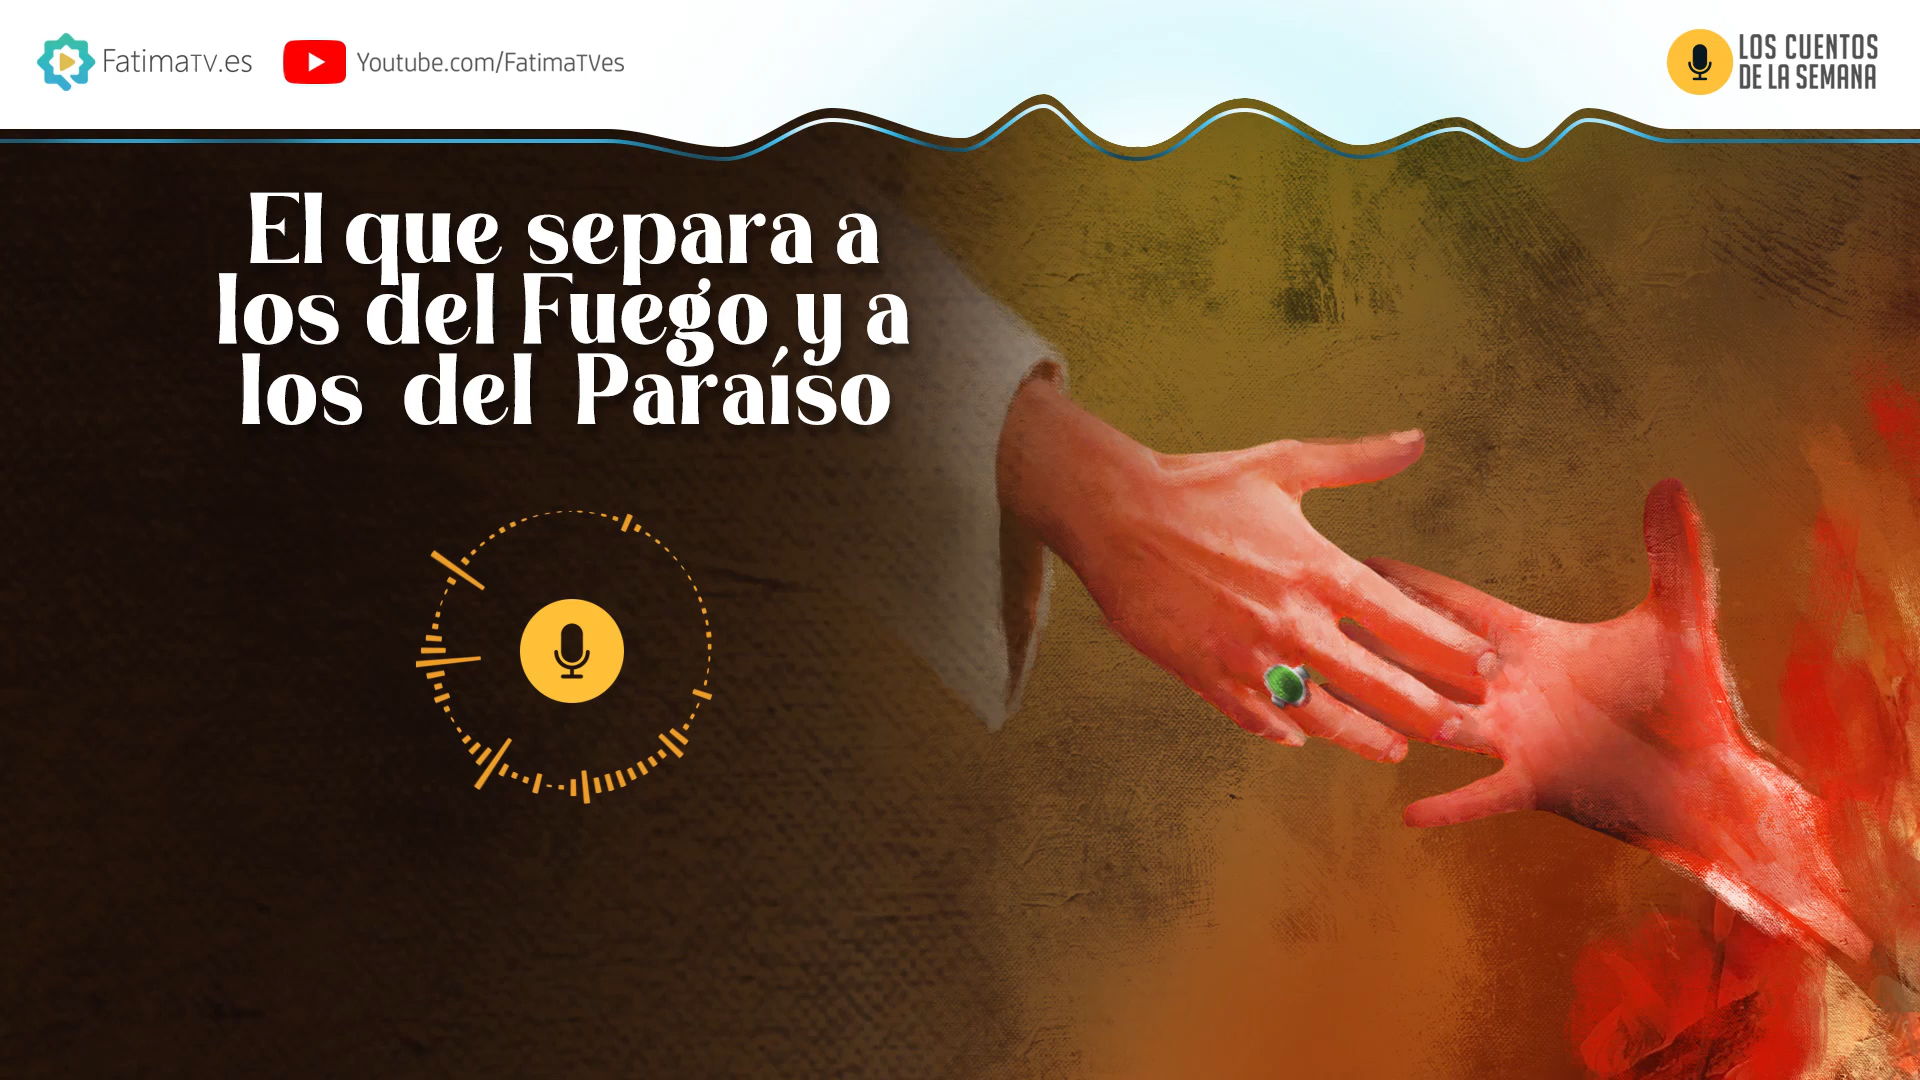 FatimaTV.es
Youtube.com/FatimaTVes
LOS CUENTOS
DE LA SEMANA
El que separa a
los del Fuego y a
los del Paraíso